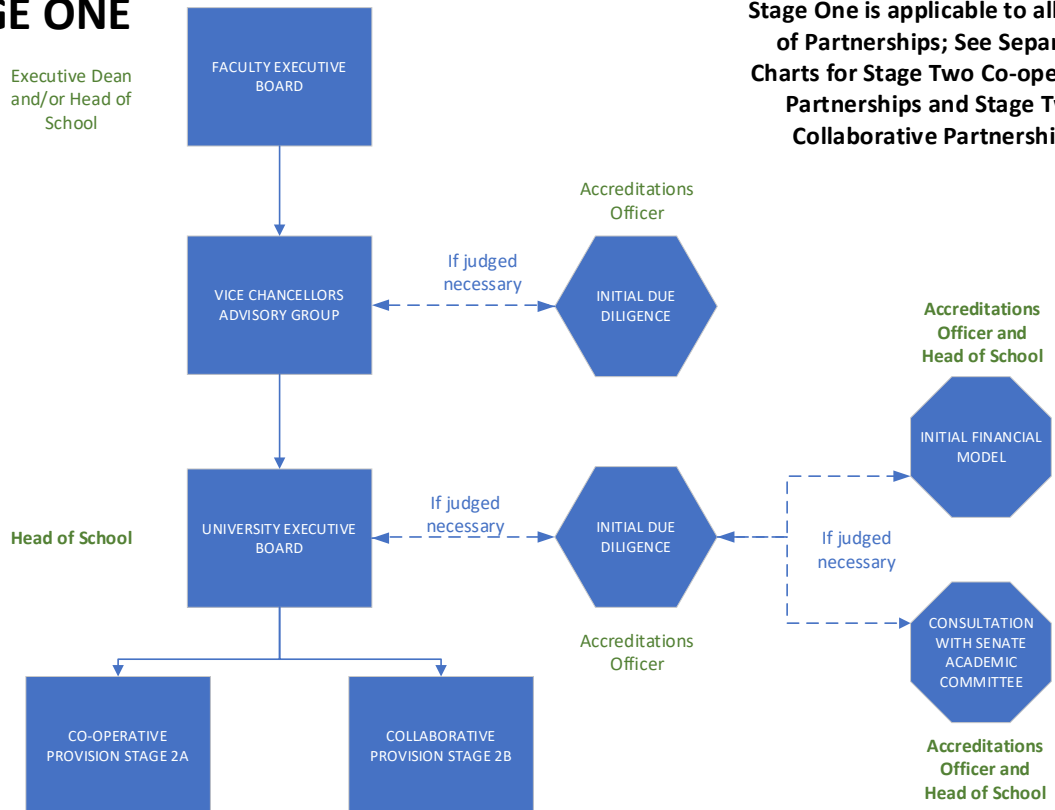 GE ONE
Stage One is applicable to all
of Partnerships; See Separ
Charts for Stage Two Co-ope
Partnerships and Stage T
Collaborative Partnershi
Executive Dean
and/or Head of
School
FACULTY EXECUTIVE
BOARD
Accreditations
Officer
VICE CHANCELLORS
ADVISORY GROUP
If judged
necessary
INITIAL DUE
DILIGENCE
Accreditations
Officer and
Head of School
INITIAL FINANCIAL
MODEL
Head of School
UNIVERSITY EXECUTIVE
BOARD
If judged
necessary
INITIAL DUE
DILIGENCE
If judged
necessary
Accreditations
Officer
CONSULTATION
WITH SENATE
ACADEMIC
COMMITTEE
Accreditations
Officer and
Head of School
CO-OPERATIVE
PROVISION STAGE 2A
COLLABORATIVE
PROVISION STAGE 2B